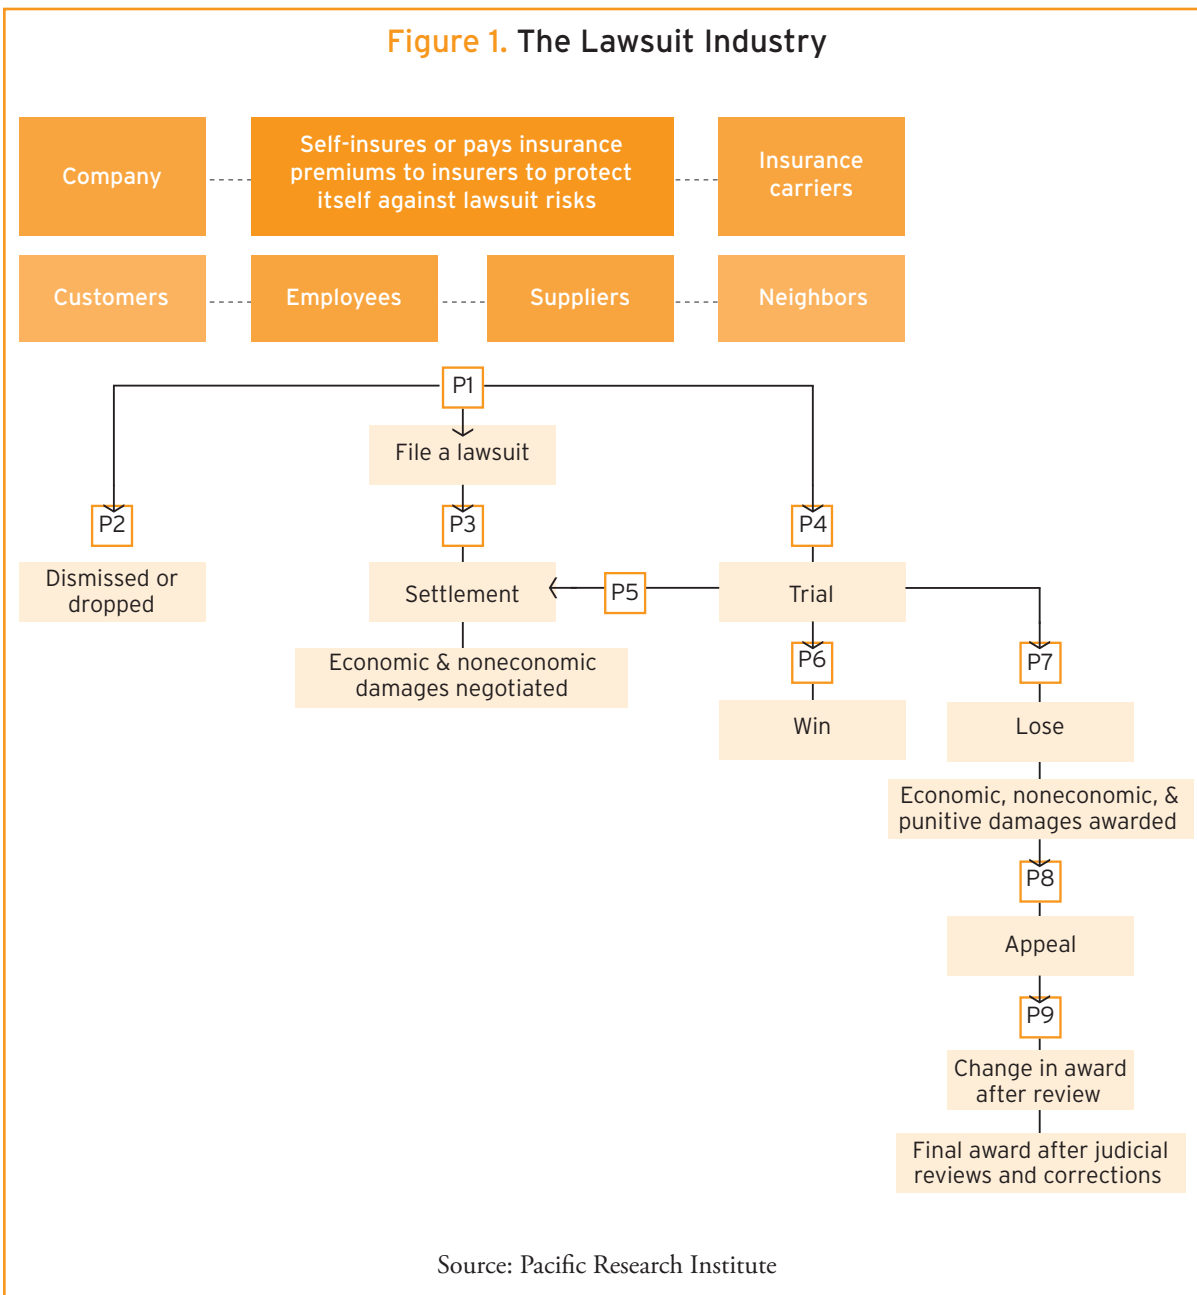 Figure 1. The Lawsuit Industry
Company
Self-insures or pays insurance
premiums to insurers to protect
itself against lawsuit risks
Insurance
carriers
Customers
Employees
Suppliers
Neighbors
P1
File a lawsuit
P2
P3
P4
Dismissed or
dropped
Settlement
P5
Trial
Economic & noneconomic
damages negotiated
P6
P7
Win
Lose
Economic, noneconomic, &
punitive damages awarded
P8
Appeal
P9
Change in award
after review
Final award after judicial
reviews and corrections
Source: Pacific Research Institute